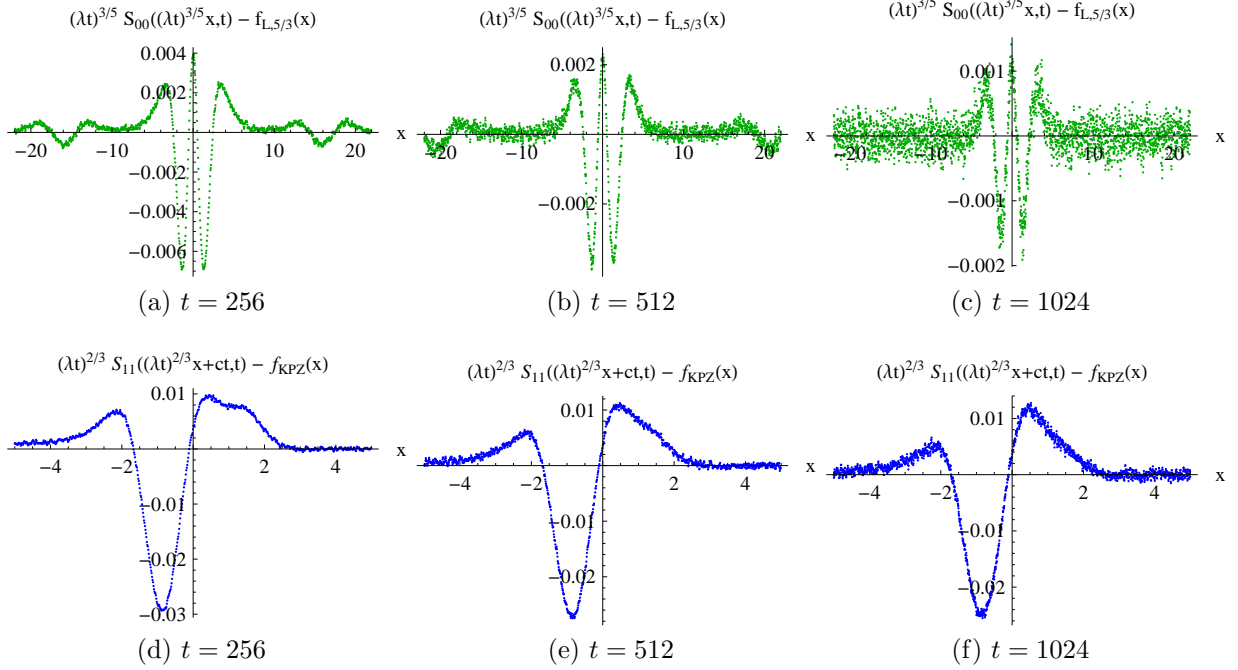 (λt)^{3/5} S_{00}((λt)^{3/5}x,t) − f_{L,5/3}(x)
0.004
0.002
−20
−10
10
20
x
−0.002
−0.004
−0.006
(a) t = 256
(λt)^{3/5} S_{00}((λt)^{3/5}x,t) − f_{L,5/3}(x)
0.002
−20
−10
10
20
x
−0.002
(b) t = 512
(λt)^{3/5} S_{00}((λt)^{3/5}x,t) − f_{L,5/3}(x)
0.001
−20
−10
10
20
x
−0.001
−0.002
(c) t = 1024
(λt)^{2/3} S_{11}((λt)^{2/3}x+ct,t) − f_{KPZ}(x)
0.01
−4
−2
2
4
x
−0.01
−0.02
−0.03
(d) t = 256
(λt)^{2/3} S_{11}((λt)^{2/3}x+ct,t) − f_{KPZ}(x)
0.01
−4
−2
2
4
x
−0.01
−0.02
(e) t = 512
(λt)^{2/3} S_{11}((λt)^{2/3}x+ct,t) − f_{KPZ}(x)
0.01
−4
−2
2
4
x
−0.01
−0.02
(f) t = 1024